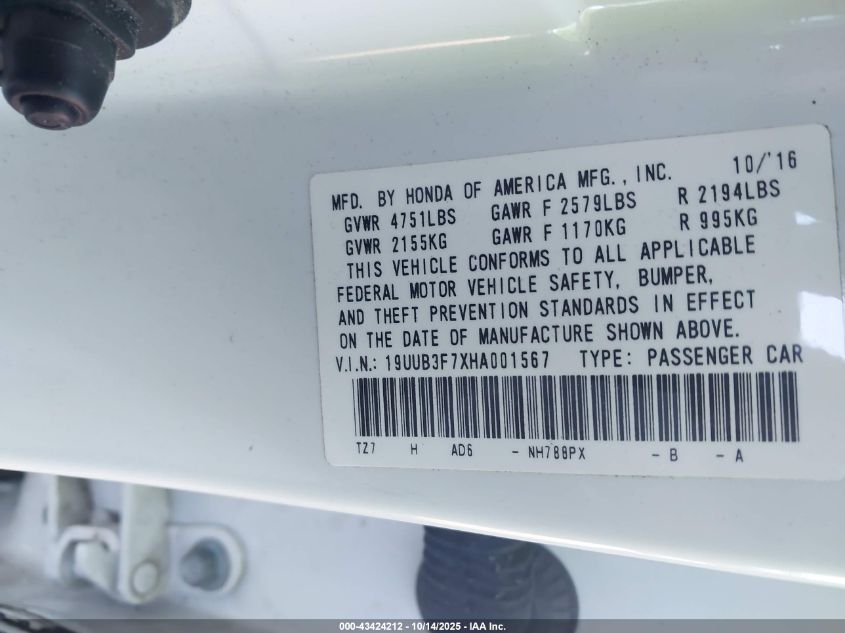 MFD. BY HONDA OF AMERICA MFG., INC. 10/'16
GVWR 4751LBS GAWR F 2579LBS R 2194LBS
GVWR 2155KG GAWR F 1170KG R 995KG
THIS VEHICLE CONFORMS TO ALL APPLICABLE
FEDERAL MOTOR VEHICLE SAFETY, BUMPER,
AND THEFT PREVENTION STANDARDS IN EFFECT
ON THE DATE OF MANUFACTURE SHOWN ABOVE.
V.I.N.: 19UUB3F7XHA001567 TYPE: PASSENGER CAR
TZ7 H AD6 - NH788PX - B - A
000-43424212 | 10/14/2025 - IAA Inc.